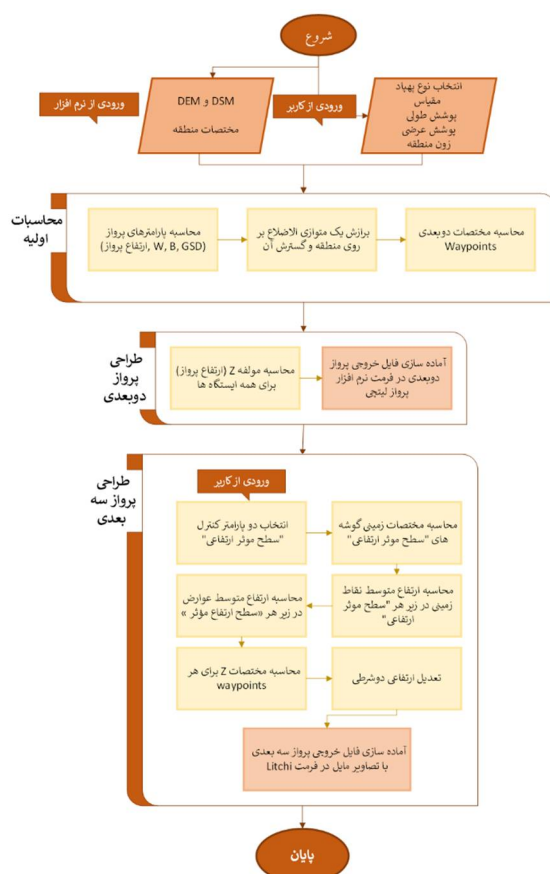 شروع
ورودی از نرم افزار
DEM و DSM
مختصات منطقه
ورودی از کاربر
انتخاب نوع پهپاد
مقیاس
پوشش طولی
پوشش عرضی
زون منطقه
محاسبات
اولیه
محاسبه پارامترهای پرواز
(ارتفاع پرواز, W, B, GSD)
برازش یک متوازی الاضلاع بر
روی منطقه و گسترش آن
محاسبه مختصات دوبعدی
Waypoints
طراحی
پرواز
دوبعدی
محاسبه مولفه Z (ارتفاع پرواز)
برای همه ایستگاه ها
آماده سازی فایل خروجی پرواز
دوبعدی در فرمت نرم افزار
پرواز لیتچی
طراحی
پرواز سه
بعدی
ورودی از کاربر
انتخاب دو پارامتر کنترل
"سطح موثر ارتفاعی"
محاسبه مختصات زمینی گوشه
های "سطح موثر ارتفاعی"
محاسبه ارتفاع متوسط نقاط
زمینی در زیر هر "سطح موثر
ارتفاعی"
محاسبه ارتفاع متوسط عوارض
در زیر هر «سطح ارتفاع مؤثر »
محاسبه مختصات Z برای هر
waypoints
تعدیل ارتفاعی دوشرطی
آماده سازی فایل خروجی پرواز سه بعدی
با تصاویر مایل در فرمت Litchi
پایان